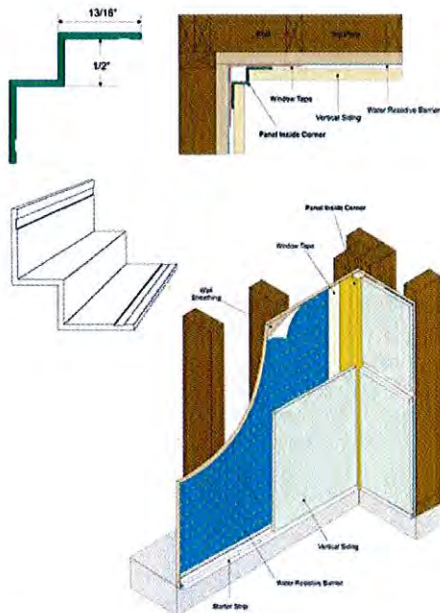 13/16"
1/2"
Stud
Window Tape
Water Resistive Barrier
Vertical Siding
Panel Inside Corner
Panel Inside Corner
Window Tape
Wall
Sheathing
Vertical Siding
Water Resistive Barrier
Starter Strip